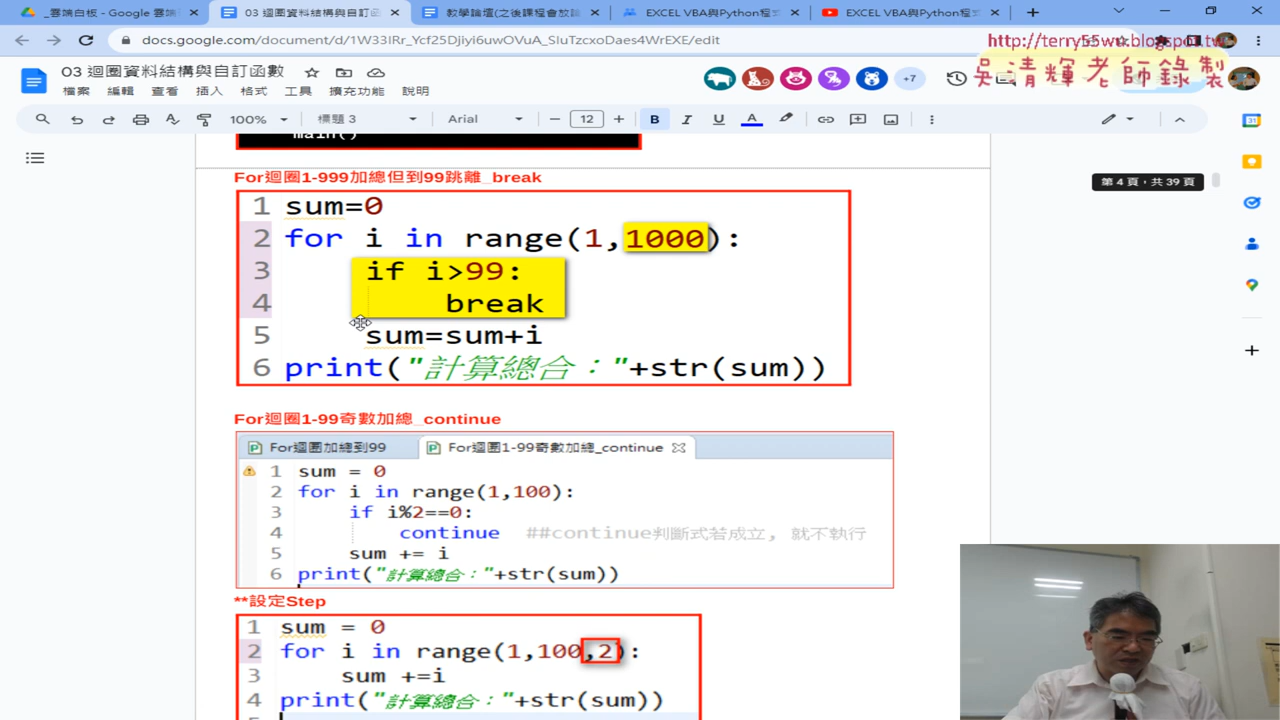 _雲端白板 - Google 雲端
03 迴圈資料結構與自訂函
教學論壇(之後課程會放論
EXCEL VBA與Python程式
EXCEL VBA與Python程式
docs.google.com/document/d/1W33IRr_Ycf25Djiyi6uwOVuA_SIuTzcxoDaes4WrEXE/edit
http://terry55wu.blogspot.tw
吳清輝老師錄製
03 迴圈資料結構與自訂函數
檔案 編輯 查看 插入 格式 工具 擴充功能 說明
+7
100% 標題 3 Arial 12 B I U A
main()
第 4 頁，共 39 頁
For迴圈1-999加總但到99跳離_break
1 sum=0
2 for i in range(1,1000):
3 if i>99:
4 break
5 sum=sum+i
6 print("計算總合："+str(sum))
For迴圈1-99奇數加總_continue
For迴圈加總到99
For迴圈1-99奇數加總_continue
1 sum = 0
2 for i in range(1,100):
3 if i%2==0:
4 continue ##continue判斷式若成立, 就不執行
5 sum += i
6 print("計算總合："+str(sum))
**設定Step
1 sum = 0
2 for i in range(1,100,2):
3 sum +=i
4 print("計算總合："+str(sum))